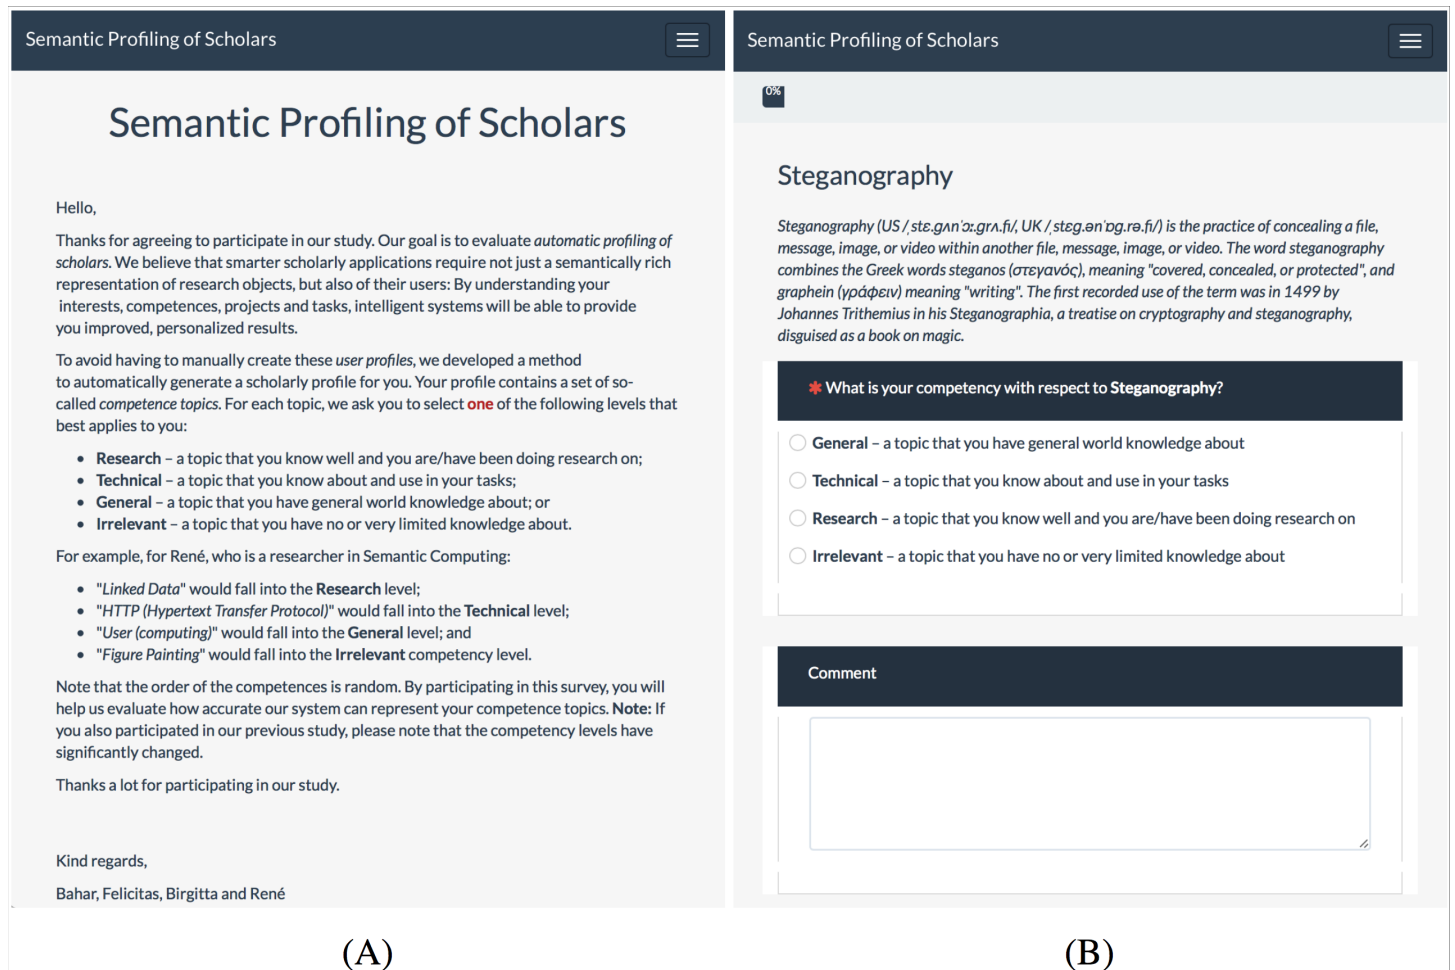 Semantic Profiling of Scholars
Semantic Profiling of Scholars
Hello,
Thanks for agreeing to participate in our study. Our goal is to evaluate automatic profiling of
scholars. We believe that smarter scholarly applications require not just a semantically rich
representation of research objects, but also of their users: By understanding your
interests, competences, projects and tasks, intelligent systems will be able to provide
you improved, personalized results.
To avoid having to manually create these user profiles, we developed a method
to automatically generate a scholarly profile for you. Your profile contains a set of so-
called competence topics. For each topic, we ask you to select one of the following levels that
best applies to you:
• Research – a topic that you know well and you are/have been doing research on;
• Technical – a topic that you know about and use in your tasks;
• General – a topic that you have general world knowledge about; or
• Irrelevant – a topic that you have no or very limited knowledge about.
For example, for René, who is a researcher in Semantic Computing:
• "Linked Data" would fall into the Research level;
• "HTTP (Hypertext Transfer Protocol)" would fall into the Technical level;
• "User (computing)" would fall into the General level; and
• "Figure Painting" would fall into the Irrelevant competency level.
Note that the order of the competences is random. By participating in this survey, you will
help us evaluate how accurate our system can represent your competence topics. Note: If
you also participated in our previous study, please note that the competency levels have
significantly changed.
Thanks a lot for participating in our study.
Kind regards,
Bahar, Felicitas, Birgitta and René
(A)
Semantic Profiling of Scholars
0%
Steganography
Steganography (US /ˌstɛ.ɡʌnˈɔː.ɡrʌ.fi/, UK /ˌstɛɡ.ənˈɒɡ.rə.fi/) is the practice of concealing a file,
message, image, or video within another file, message, image, or video. The word steganography
combines the Greek words steganos (στεγανός), meaning "covered, concealed, or protected", and
graphein (γράφειν) meaning "writing". The first recorded use of the term was in 1499 by
Johannes Trithemius in his Steganographia, a treatise on cryptography and steganography,
disguised as a book on magic.
✱ What is your competency with respect to Steganography?
General – a topic that you have general world knowledge about
Technical – a topic that you know about and use in your tasks
Research – a topic that you know well and you are/have been doing research on
Irrelevant – a topic that you have no or very limited knowledge about
Comment
(B)